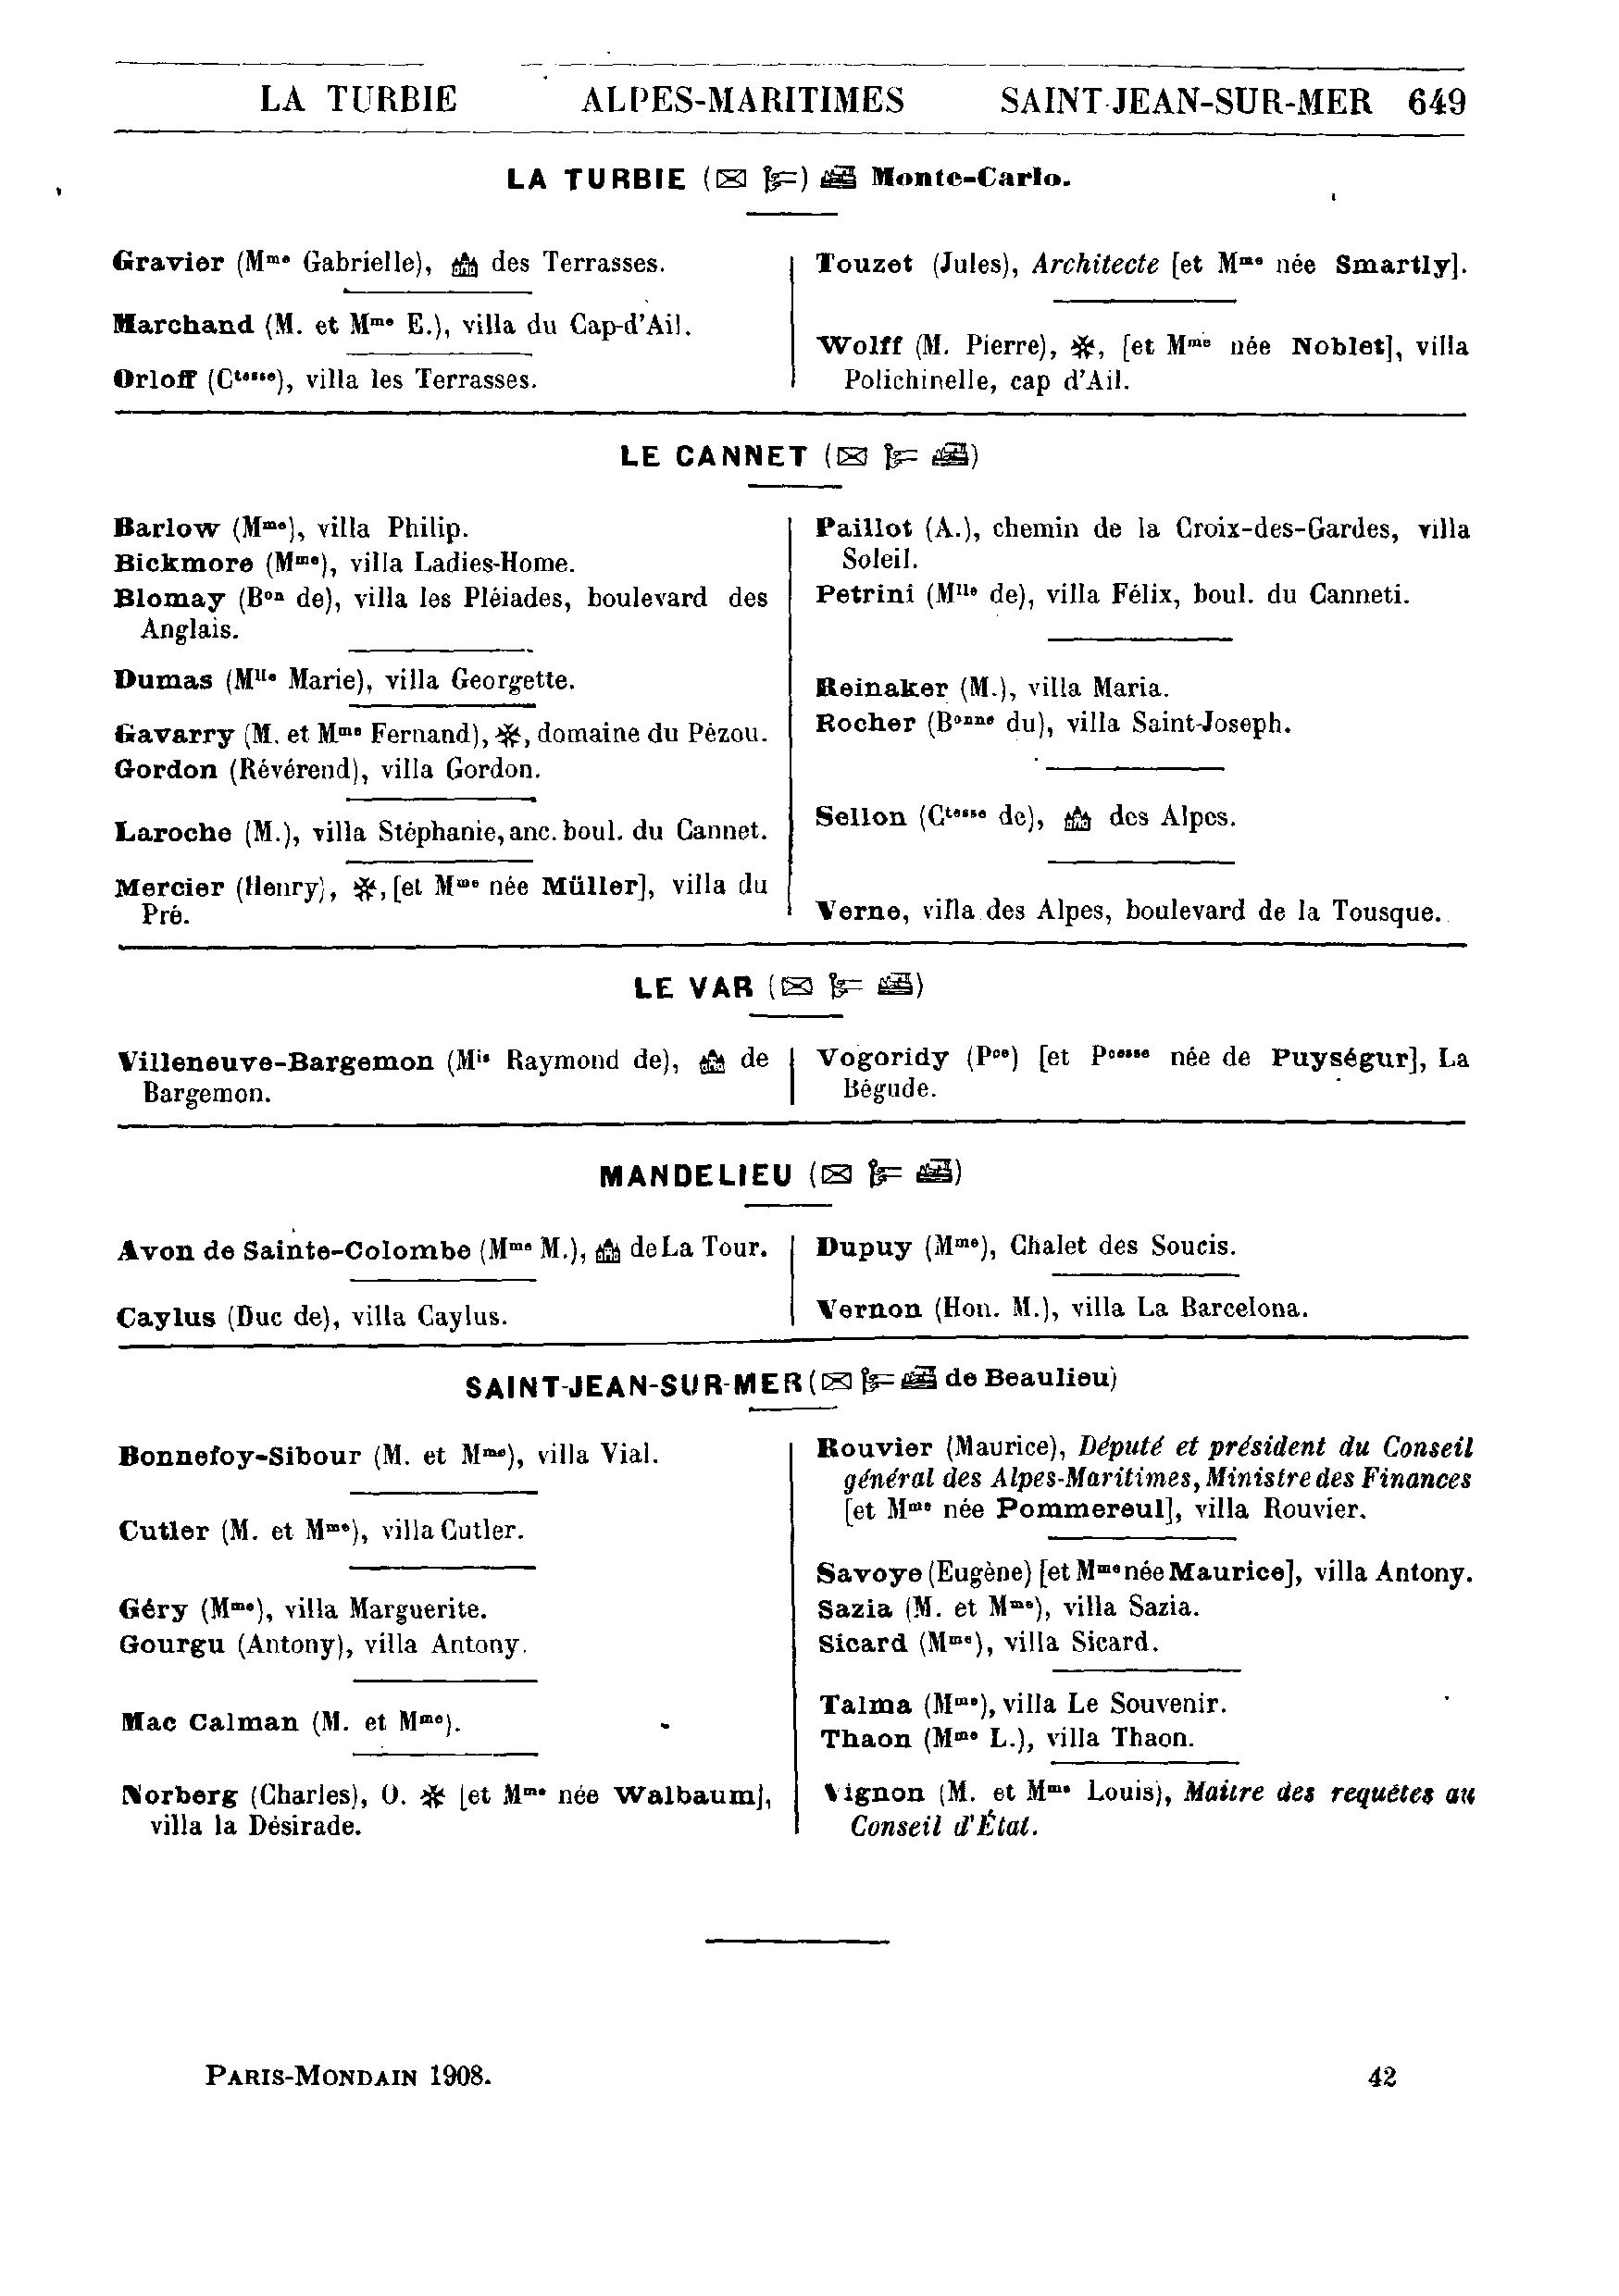 LA TURBIE ALPES-MARITIMES SAINT-JEAN-SUR-MER 649
LA TURBIE (✉ ) Monte-Carlo.
Gravier (Mme Gabrielle), des Terrasses.
Marchand (M. et Mme E.), villa du Cap-d'Ail.
Orloff (Ctesse), villa les Terrasses.
Touzet (Jules), Architecte [et Mme née Smartly].
Wolff (M. Pierre), ✻, [et Mme née Noblet], villa
Polichinelle, cap d'Ail.
LE CANNET (✉ )
Barlow (Mme), villa Philip.
Bickmore (Mme), villa Ladies-Home.
Blomay (Bon de), villa les Pléiades, boulevard des
Anglais.
Dumas (Mlle Marie), villa Georgette.
Gavarry (M. et Mme Fernand), ✻, domaine du Pézou.
Gordon (Révérend), villa Gordon.
Laroche (M.), villa Stéphanie, anc. boul. du Cannet.
Mercier (Henry), ✻, [et Mme née Müller], villa du
Pré.
Paillot (A.), chemin de la Croix-des-Gardes, villa
Soleil.
Petrini (Mlle de), villa Félix, boul. du Canneti.
Reinaker (M.), villa Maria.
Rocher (Bonne du), villa Saint-Joseph.
Sellon (Ctesse de), des Alpes.
Verne, villa des Alpes, boulevard de la Tousque.
LE VAR (✉ )
Villeneuve-Bargemon (Mis Raymond de), de
Bargemon.
Vogoridy (Pce) [et Pcesse née de Puységur], La
Bégude.
MANDELIEU (✉ )
Avon de Sainte-Colombe (Mme M.), de La Tour.
Caylus (Duc de), villa Caylus.
Dupuy (Mme), Chalet des Soucis.
Vernon (Hon. M.), villa La Barcelona.
SAINT-JEAN-SUR-MER (✉ de Beaulieu)
Bonnefoy-Sibour (M. et Mme), villa Vial.
Cutler (M. et Mme), villa Cutler.
Géry (Mme), villa Marguerite.
Gourgu (Antony), villa Antony.
Mac Calman (M. et Mme).
Norberg (Charles), O. ✻ [et Mme née Walbaum],
villa la Désirade.
Rouvier (Maurice), Député et président du Conseil
général des Alpes-Maritimes, Ministre des Finances
[et Mme née Pommereul], villa Rouvier.
Savoye (Eugène) [et Mme née Maurice], villa Antony.
Sazia (M. et Mme), villa Sazia.
Sicard (Mme), villa Sicard.
Talma (Mme), villa Le Souvenir.
Thaon (Mme L.), villa Thaon.
Vignon (M. et Mme Louis), Maitre des requêtes au
Conseil d'État.
PARIS-MONDAIN 1908. 42